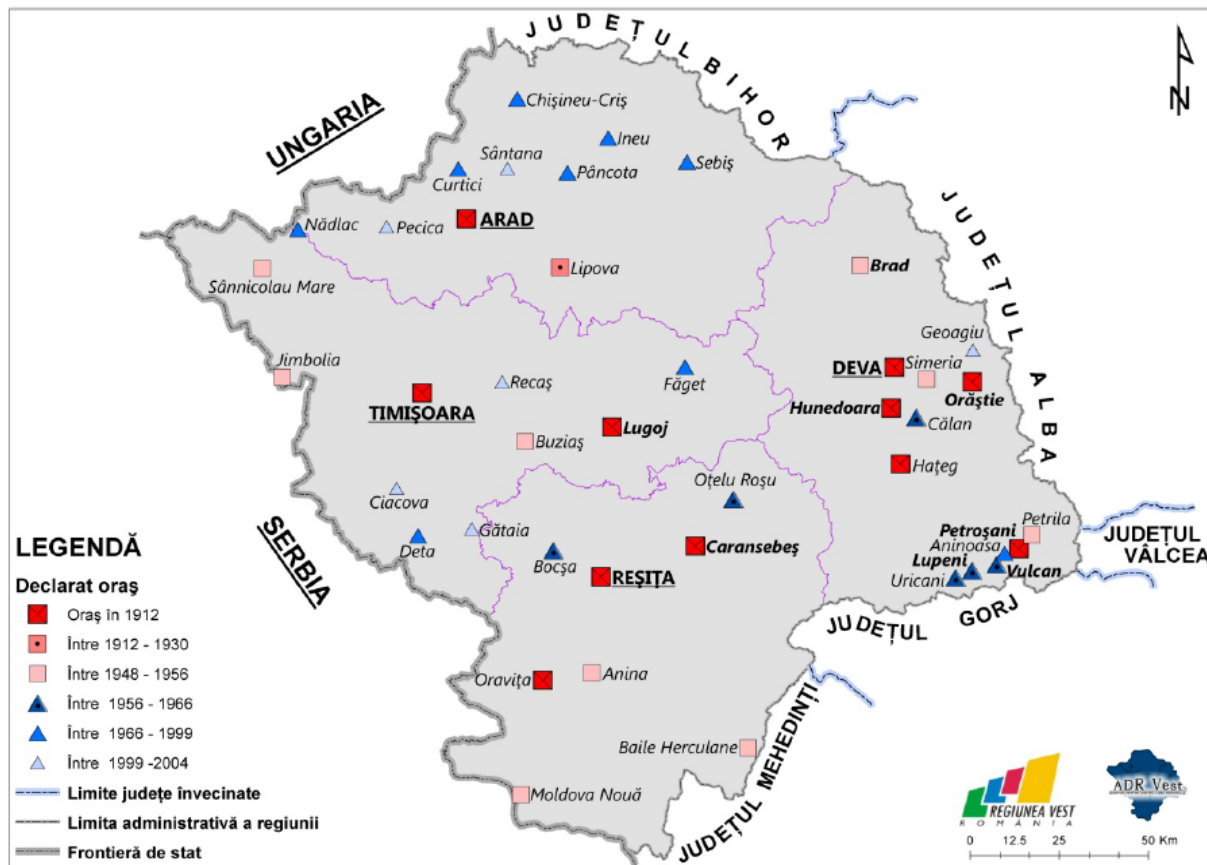 JUDEȚUL BIHOR
N
UNGARIA
Chișineu-Criș
Ineu
Sântana
Sebiș
Curtici
Pâncota
Nădlac
Pecica
ARAD
Sânnicolau Mare
Lipova
Brad
JUDEȚUL ALBA
Geoagiu
Jimbolia
DEVA
Simeria
Recaș
Făget
Orăștie
TIMIȘOARA
Hunedoara
Lugoj
Călan
Buziaș
Hațeg
Oțelu Roșu
Ciacova
Petrila
SERBIA
Gătaia
Petroșani
JUDEȚUL
VÂLCEA
Deta
Caransebeș
Aninoasa
Bocșa
Lupeni
Vulcan
REȘIȚA
Uricani
JUDEȚUL GORJ
Oravița
Anina
Baile Herculane
JUDEȚUL MEHEDINȚI
Moldova Nouă
LEGENDĂ
Declarat oraș
Oraș în 1912
Între 1912 - 1930
Între 1948 - 1956
Între 1956 - 1966
Între 1966 - 1999
Între 1999 -2004
Limite județe învecinate
Limita administrativă a regiunii
Frontieră de stat
REGIUNEA VEST
ROMÂNIA
ADR Vest
0 12.5 25 50 Km